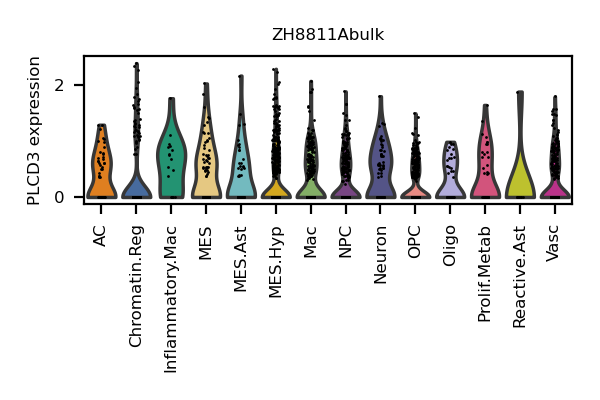 ZH8811Abulk
PLCD3 expression
2
0
AC
Chromatin.Reg
Inflammatory.Mac
MES
MES.Ast
MES.Hyp
Mac
NPC
Neuron
OPC
Oligo
Prolif.Metab
Reactive.Ast
Vasc